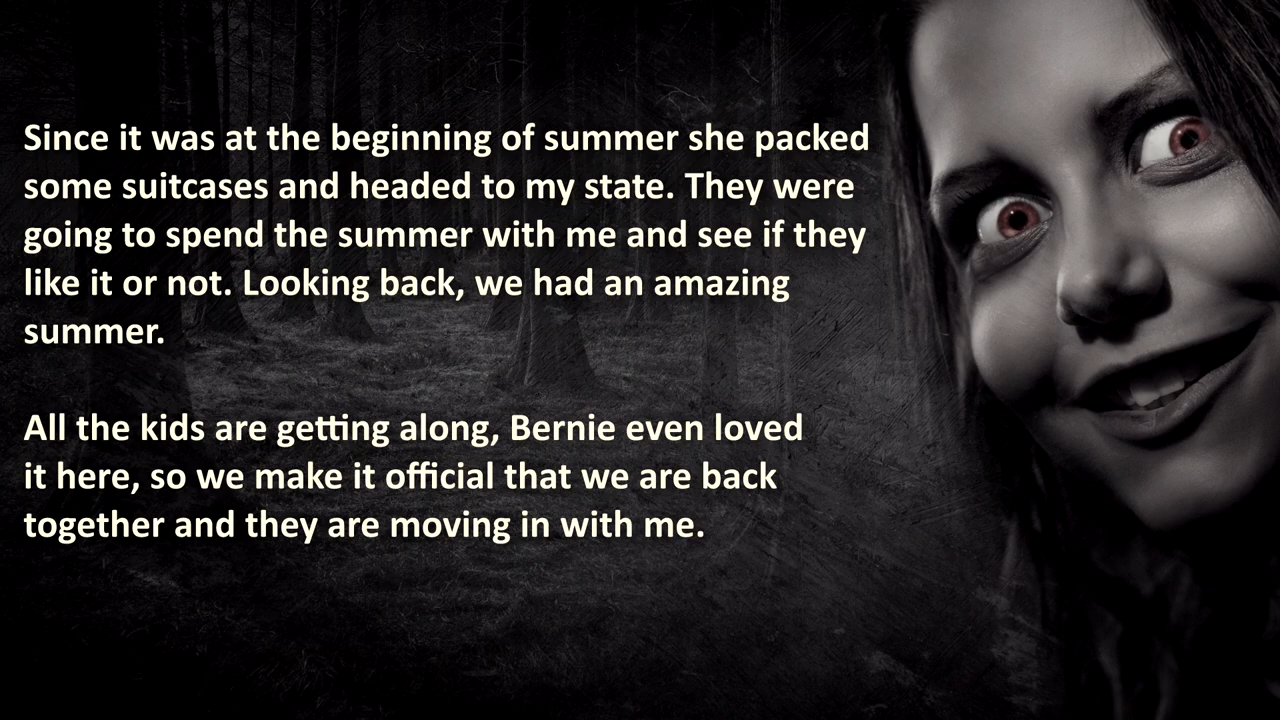 Since it was at the beginning of summer she packed
some suitcases and headed to my state. They were
going to spend the summer with me and see if they
like it or not. Looking back, we had an amazing
summer.
All the kids are getting along, Bernie even loved
it here, so we make it official that we are back
together and they are moving in with me.